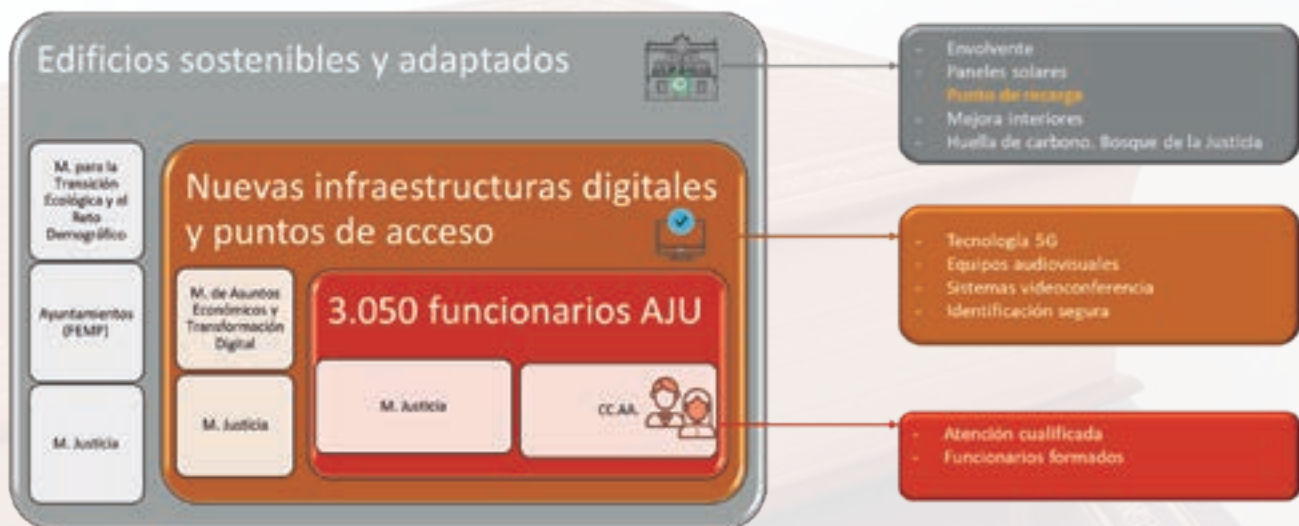 Edificios sostenibles y adaptados
M. para la
Transición
Ecológica y el
Reto
Demográfico
Ayuntamientos
(FEMP)
M. Justicia
Nuevas infraestructuras digitales
y puntos de acceso
M. de Asuntos
Económicos y
Transformación
Digital
M. Justicia
3.050 funcionarios AJU
M. Justicia
CC.AA.
- Envolvente
- Paneles solares
- Punto de recarga
- Mejora interiores
- Huella de carbono. Bosque de la Justicia
- Tecnología 5G
- Equipos audiovisuales
- Sistemas videoconferencia
- Identificación segura
- Atención cualificada
- Funcionarios formados